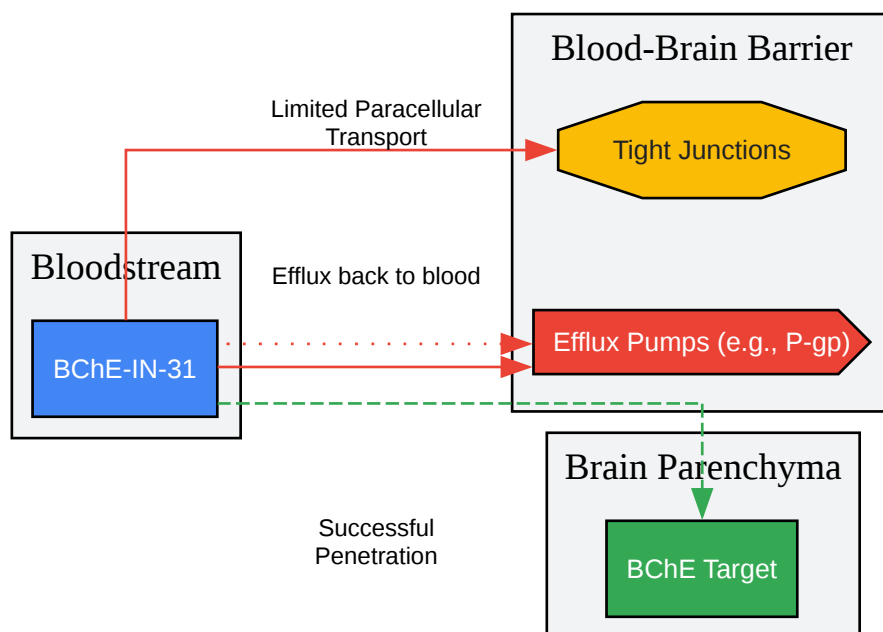 Blood-Brain Barrier
Limited Paracellular
Transport
Tight Junctions
Bloodstream
Efflux back to blood
BChE-IN-31
Efflux Pumps (e.g., P-gp)
Brain Parenchyma
Successful
Penetration
BChE Target